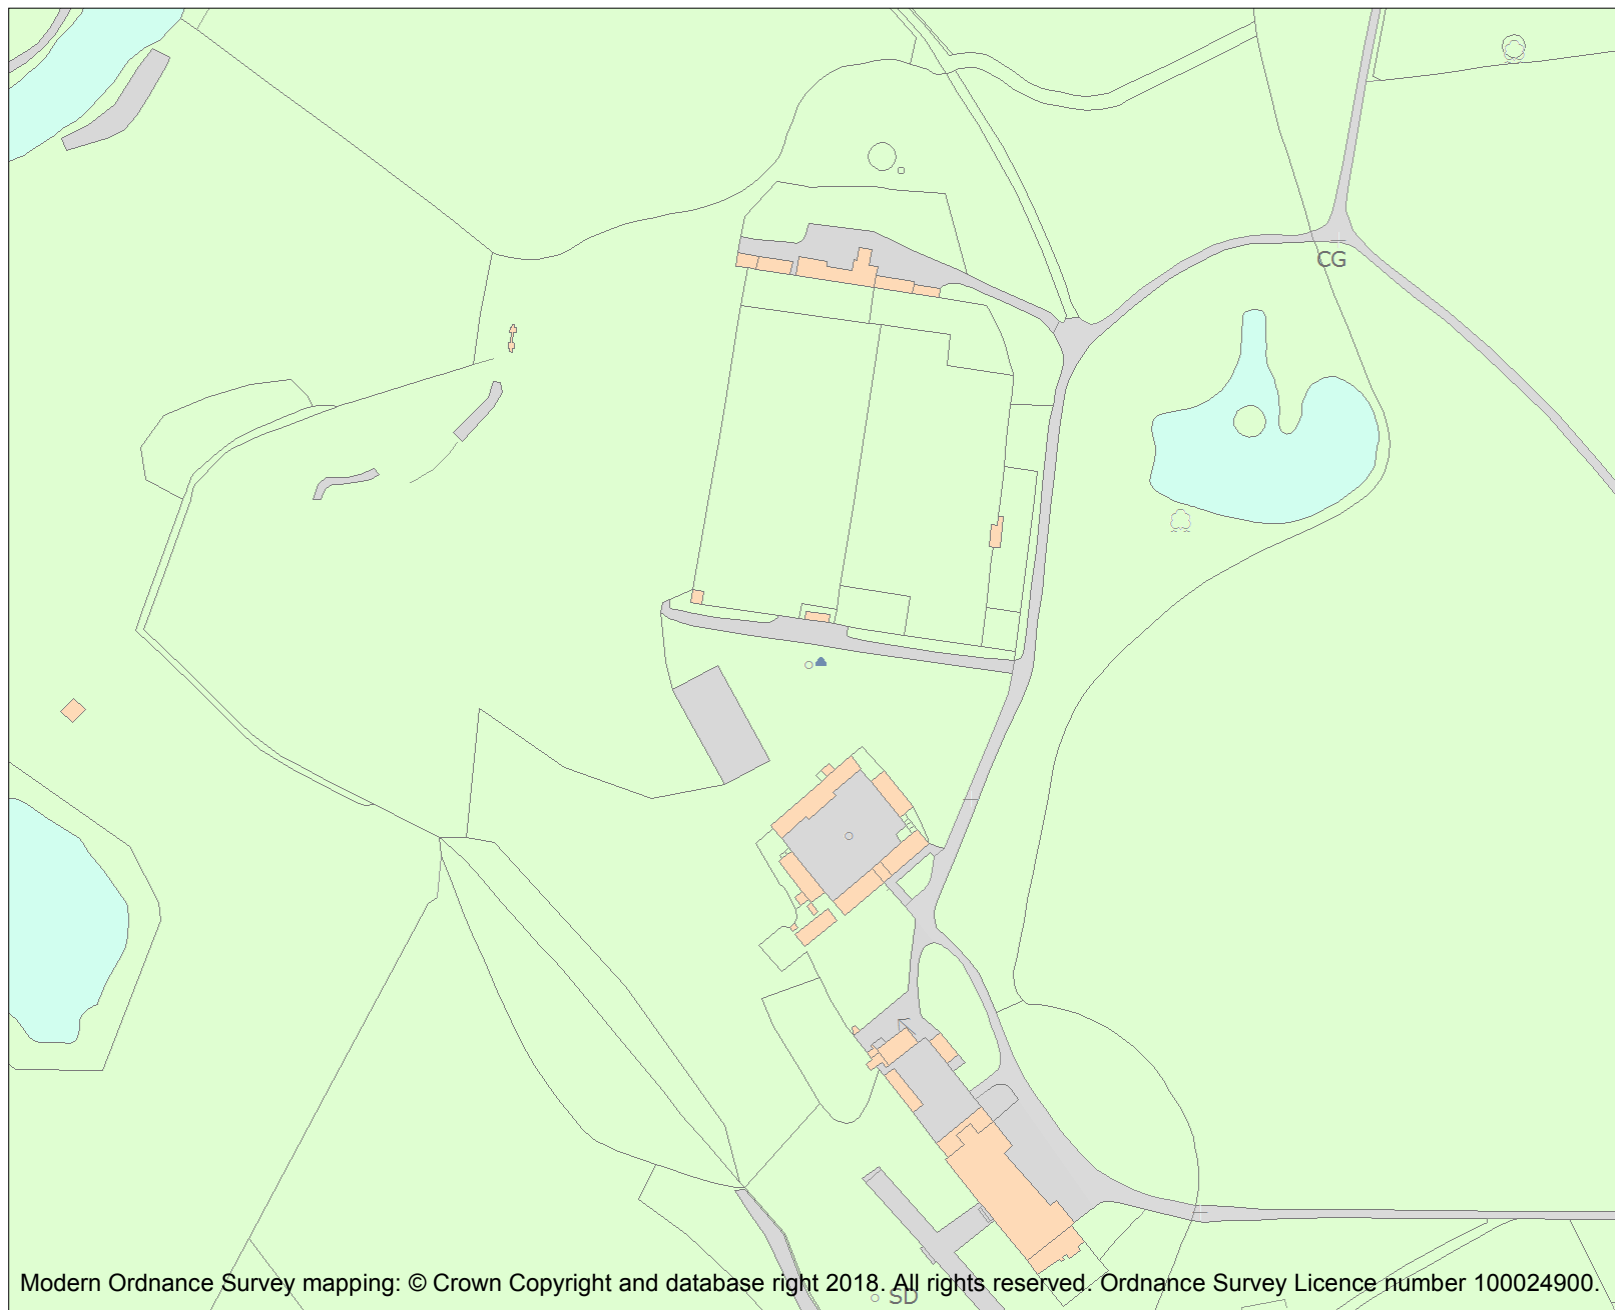 CG
Modern Ordnance Survey mapping: © Crown Copyright and database right 2018. All rights reserved. Ordnance Survey Licence number 100024900.
SD